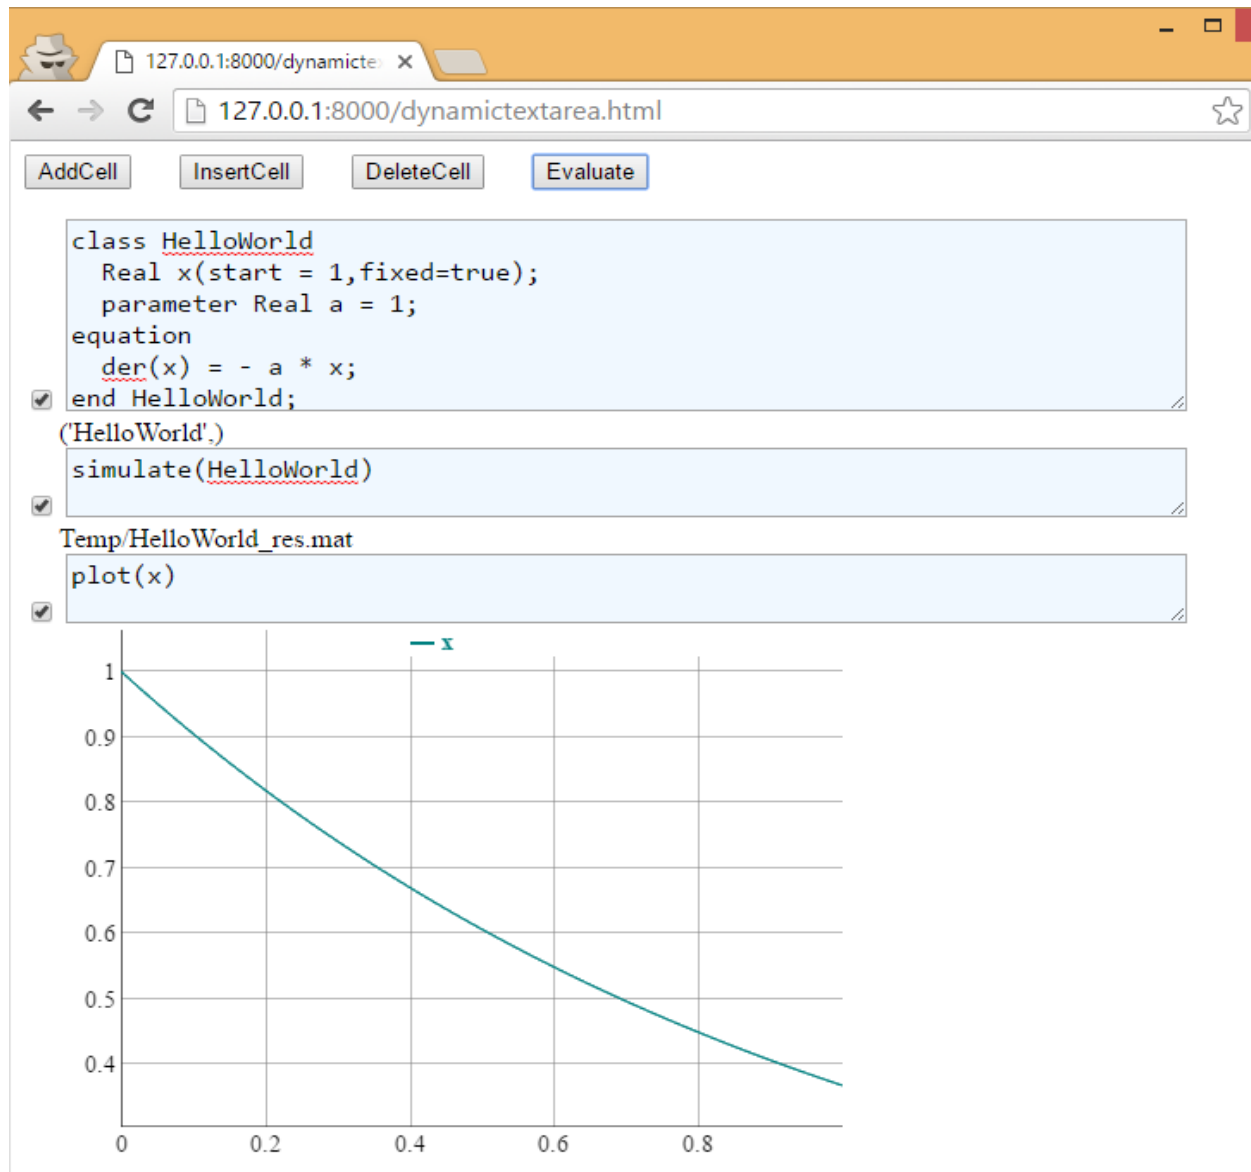 127.0.0.1:8000/dynamicte
127.0.0.1:8000/dynamictextarea.html
AddCell InsertCell DeleteCell Evaluate
class HelloWorld
  Real x(start = 1,fixed=true);
  parameter Real a = 1;
equation
  der(x) = - a * x;
end HelloWorld;
('HelloWorld',)
simulate(HelloWorld)
Temp/HelloWorld_res.mat
plot(x)
x
1
0.9
0.8
0.7
0.6
0.5
0.4
0 0.2 0.4 0.6 0.8